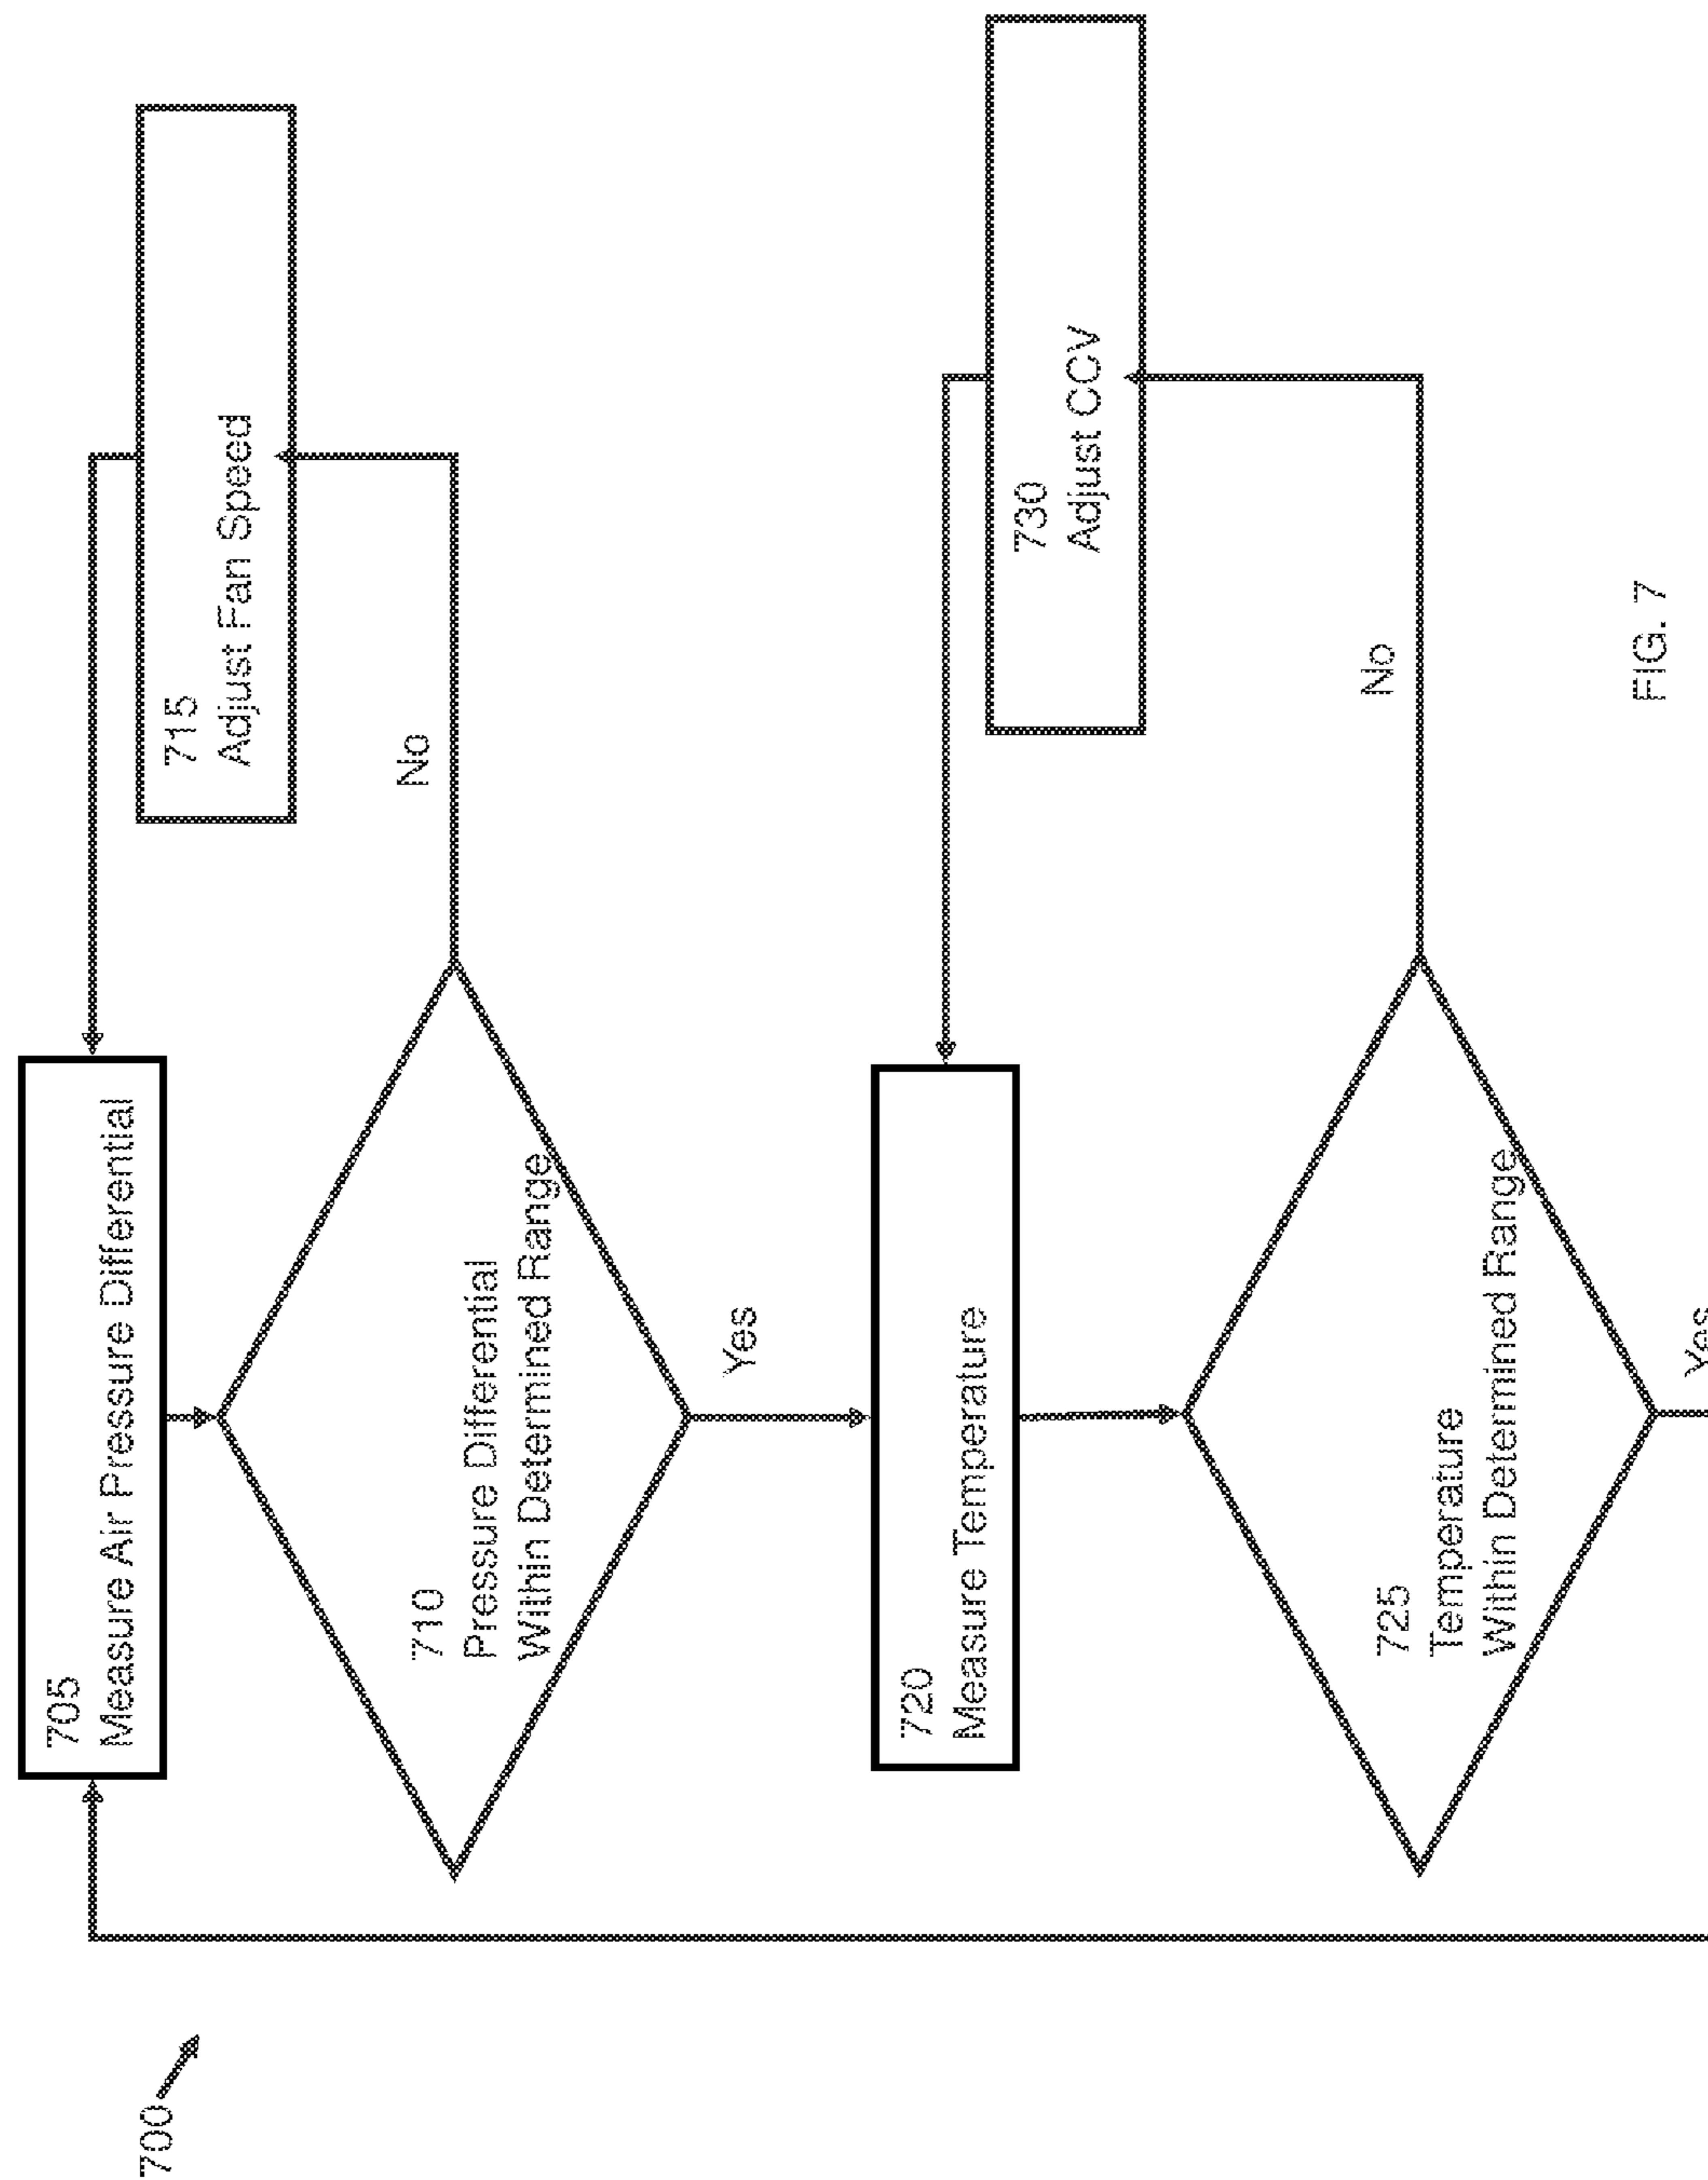 700
705
Measure Air Pressure Differential
710
Pressure Differential
Within Determined Range
No
715
Adjust Fan Speed
Yes
720
Measure Temperature
725
Temperature
Within Determined Range
No
730
Adjust CCV
Yes
FIG. 7